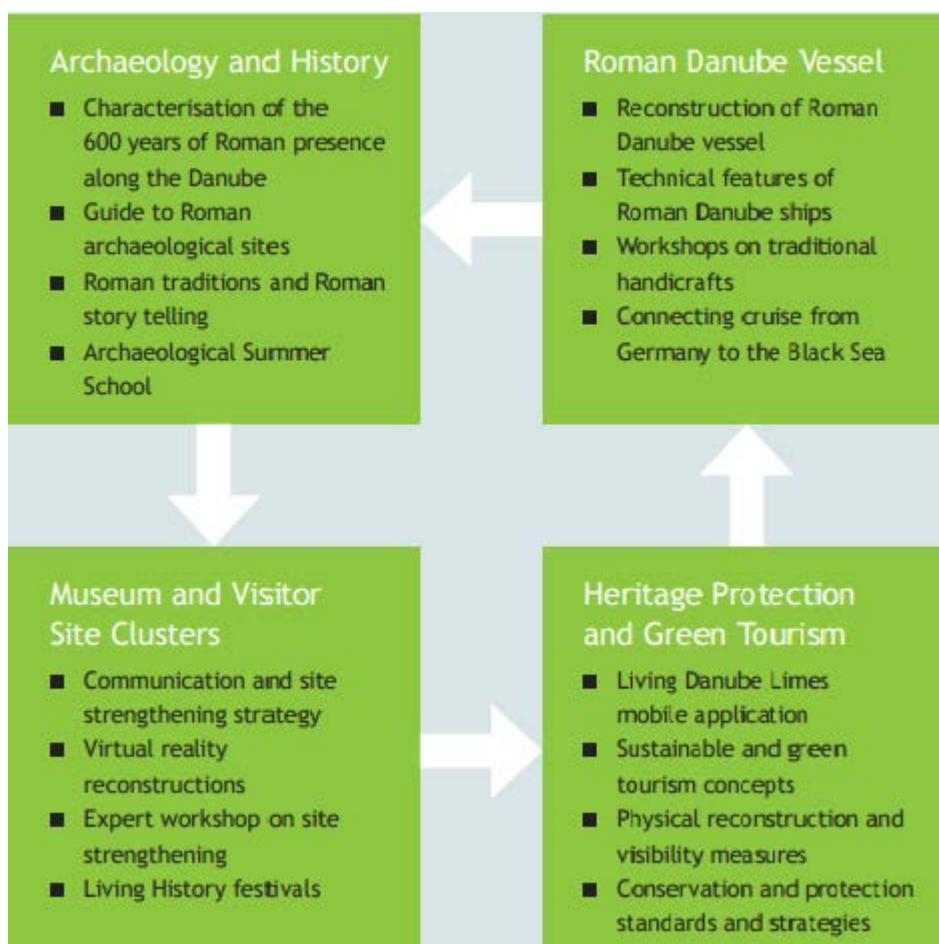 Archaeology and History
■ Characterisation of the
600 years of Roman presence
along the Danube
■ Guide to Roman
archaeological sites
■ Roman traditions and Roman
story telling
■ Archaeological Summer
School
Roman Danube Vessel
■ Reconstruction of Roman
Danube vessel
■ Technical features of
Roman Danube ships
■ Workshops on traditional
handicrafts
■ Connecting cruise from
Germany to the Black Sea
Museum and Visitor
Site Clusters
■ Communication and site
strengthening strategy
■ Virtual reality
reconstructions
■ Expert workshop on site
strengthening
■ Living History festivals
Heritage Protection
and Green Tourism
■ Living Danube Limes
mobile application
■ Sustainable and green
tourism concepts
■ Physical reconstruction and
visibility measures
■ Conservation and protection
standards and strategies